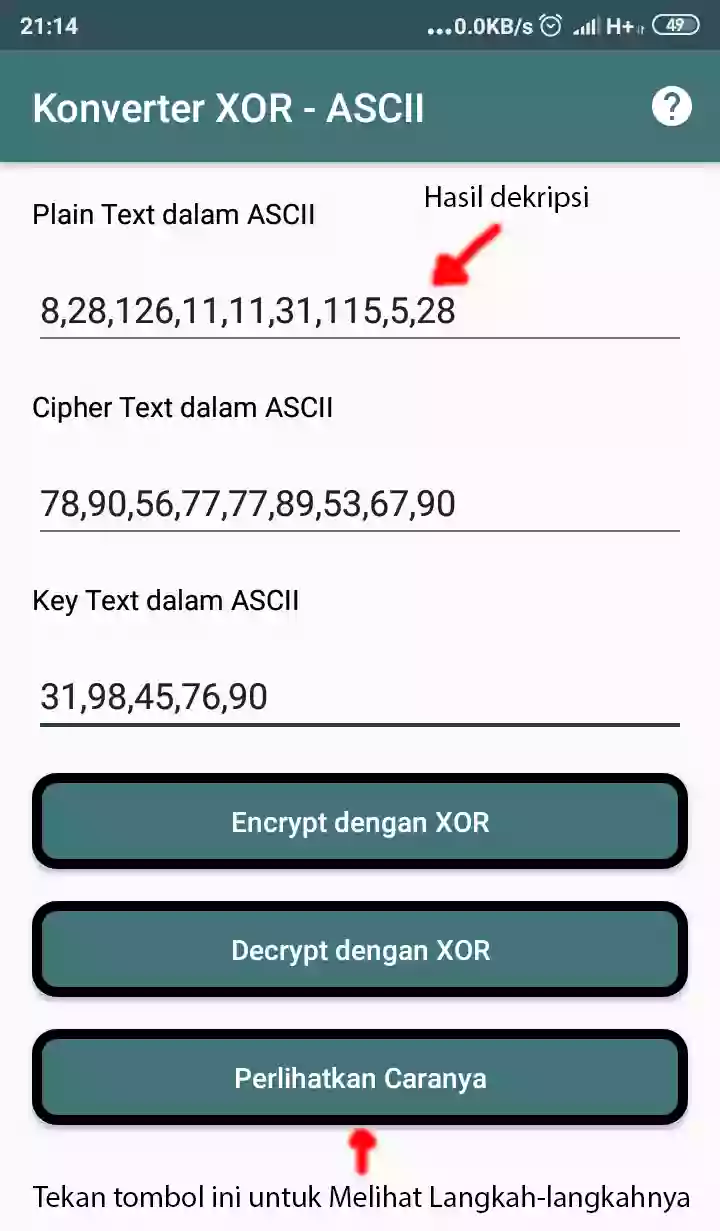 21:14
...0.0KB/s H+ 49
Konverter XOR - ASCII ?
Hasil dekripsi
Plain Text dalam ASCII
8,28,126,11,11,31,115,5,28
Cipher Text dalam ASCII
78,90,56,77,77,89,53,67,90
Key Text dalam ASCII
31,98,45,76,90
Encrypt dengan XOR
Decrypt dengan XOR
Perlihatkan Caranya
Tekan tombol ini untuk Melihat Langkah-langkahnya